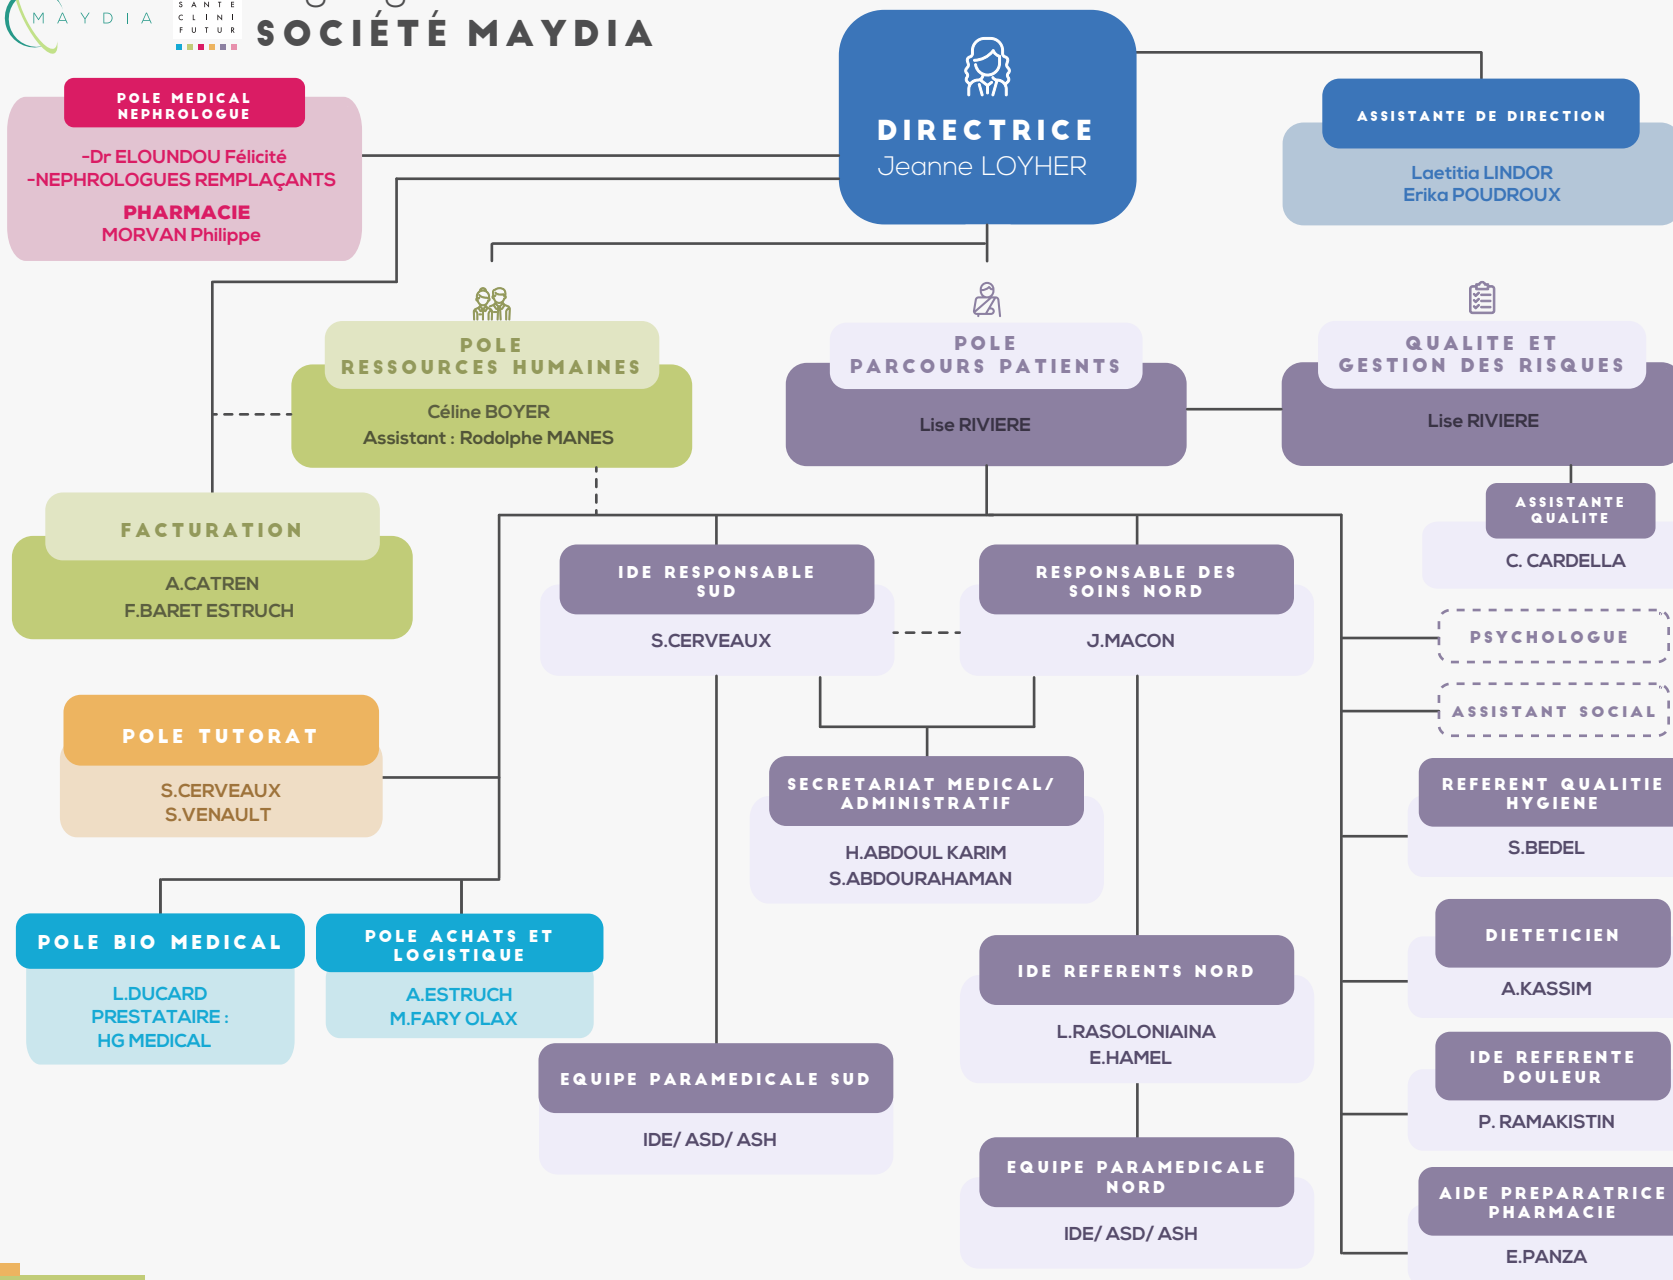 MAYDIA
SANTE
CLINI
FUTUR
SOCIÉTÉ MAYDIA
DIRECTRICE
Jeanne LOYHER
POLE MEDICAL
NEPHROLOGUE
-Dr ELOUNDOU Félicité
-NEPHROLOGUES REMPLAÇANTS
PHARMACIE
MORVAN Philippe
ASSISTANTE DE DIRECTION
Laetitia LINDOR
Erika POUDROUX
POLE
RESSOURCES HUMAINES
Céline BOYER
Assistant : Rodolphe MANES
POLE
PARCOURS PATIENTS
Lise RIVIERE
QUALITE ET
GESTION DES RISQUES
Lise RIVIERE
ASSISTANTE
QUALITE
C. CARDELLA
FACTURATION
A.CATREN
F.BARET ESTRUCH
IDE RESPONSABLE
SUD
S.CERVEAUX
RESPONSABLE DES
SOINS NORD
J.MACON
PSYCHOLOGUE
ASSISTANT SOCIAL
POLE TUTORAT
S.CERVEAUX
S.VENAULT
SECRETARIAT MEDICAL/
ADMINISTRATIF
H.ABDOUL KARIM
S.ABDOURAHAMAN
REFERENT QUALITIE
HYGIENE
S.BEDEL
POLE BIO MEDICAL
L.DUCARD
PRESTATAIRE :
HG MEDICAL
POLE ACHATS ET
LOGISTIQUE
A.ESTRUCH
M.FARY OLAX
DIETETICIEN
A.KASSIM
IDE REFERENTS NORD
L.RASOLONIAINA
E.HAMEL
IDE REFERENTE
DOULEUR
P. RAMAKISTIN
EQUIPE PARAMEDICALE SUD
IDE/ ASD/ ASH
EQUIPE PARAMEDICALE
NORD
IDE/ ASD/ ASH
AIDE PREPARATRICE
PHARMACIE
E.PANZA